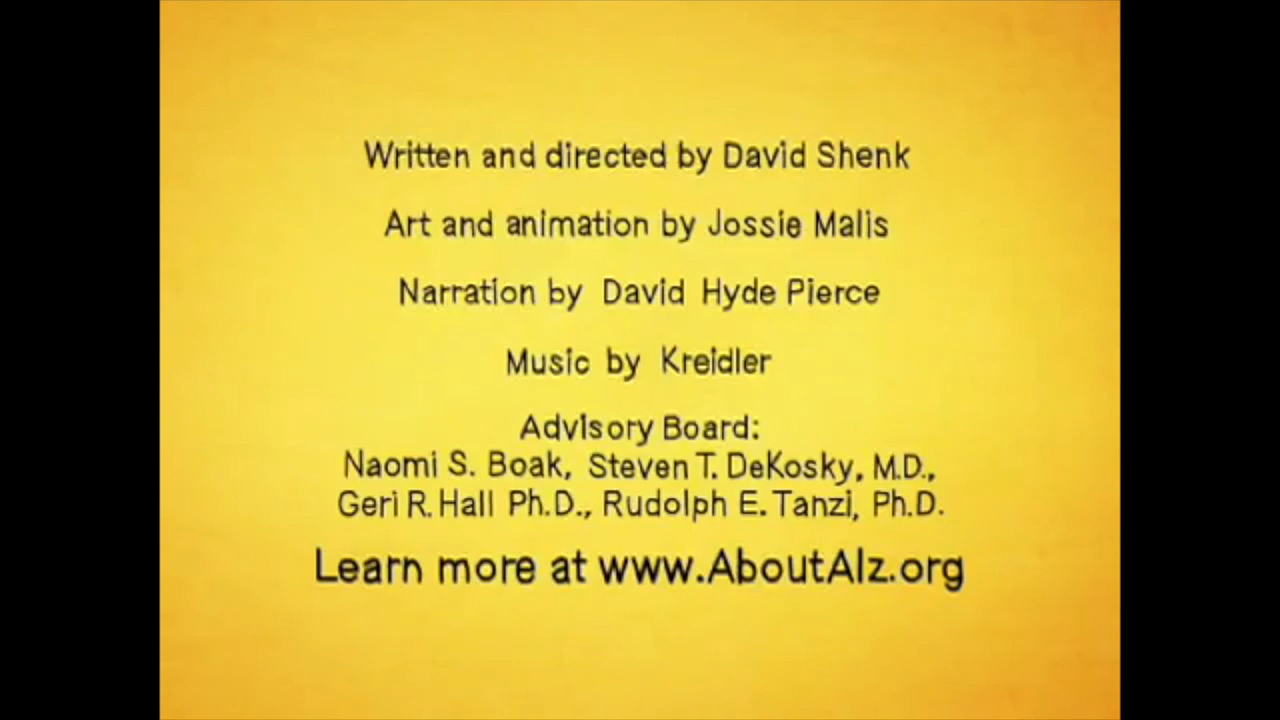 Written and directed by David Shenk
Art and animation by Jossie Malis
Narration by David Hyde Pierce
Music by Kreidler
Advisory Board:
Naomi S. Boak, Steven T. DeKosky, M.D.,
Geri R. Hall Ph.D., Rudolph E. Tanzi, Ph.D.
Learn more at www.AboutAlz.org